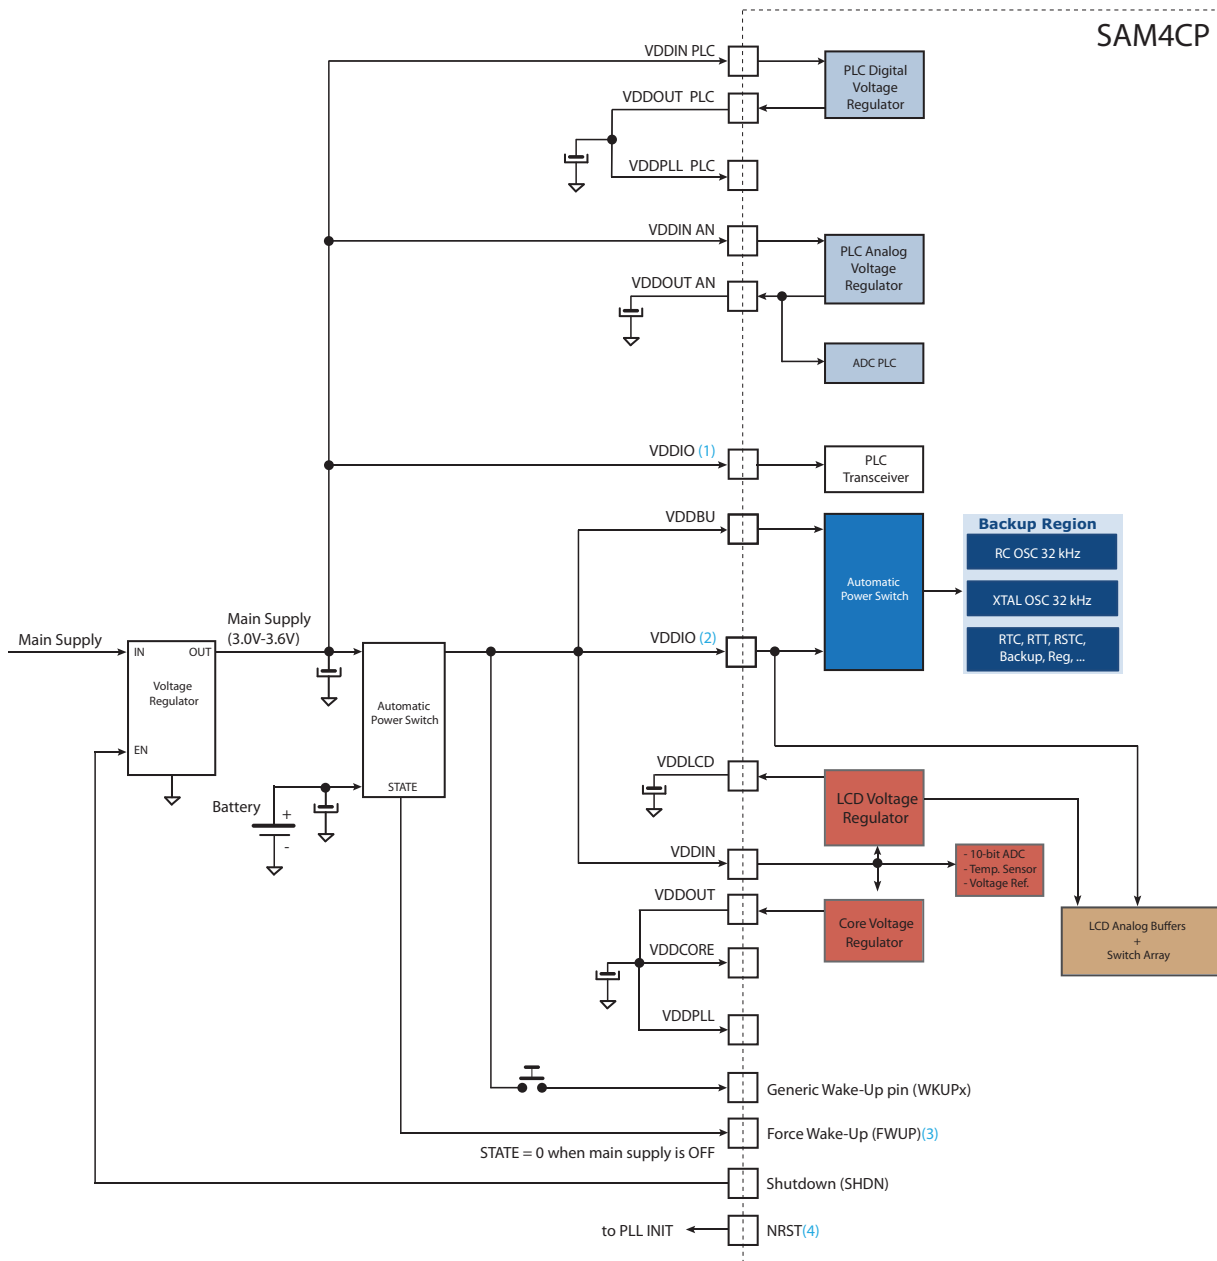 SAM4CP
VDDIN PLC
PLC Digital
Voltage
Regulator
VDDOUT PLC
VDDPLL PLC
VDDIN AN
PLC Analog
Voltage
Regulator
VDDOUT AN
ADC PLC
VDDIO (1)
PLC
Transceiver
VDDBU
Backup Region
RC OSC 32 kHz
Automatic
Power Switch
XTAL OSC 32 kHz
RTC, RTT, RSTC,
Backup, Reg, ...
VDDIO (2)
Main Supply
Main Supply
(3.0V-3.6V)
IN
OUT
Voltage
Regulator
EN
Automatic
Power Switch
STATE
Battery
+
-
VDDLCD
LCD Voltage
Regulator
VDDIN
- 10-bit ADC
- Temp. Sensor
- Voltage Ref.
VDDOUT
Core Voltage
Regulator
LCD Analog Buffers
+
Switch Array
VDDCORE
VDDPLL
Generic Wake-Up pin (WKUPx)
Force Wake-Up (FWUP)(3)
STATE = 0 when main supply is OFF
Shutdown (SHDN)
to PLL INIT
NRST(4)